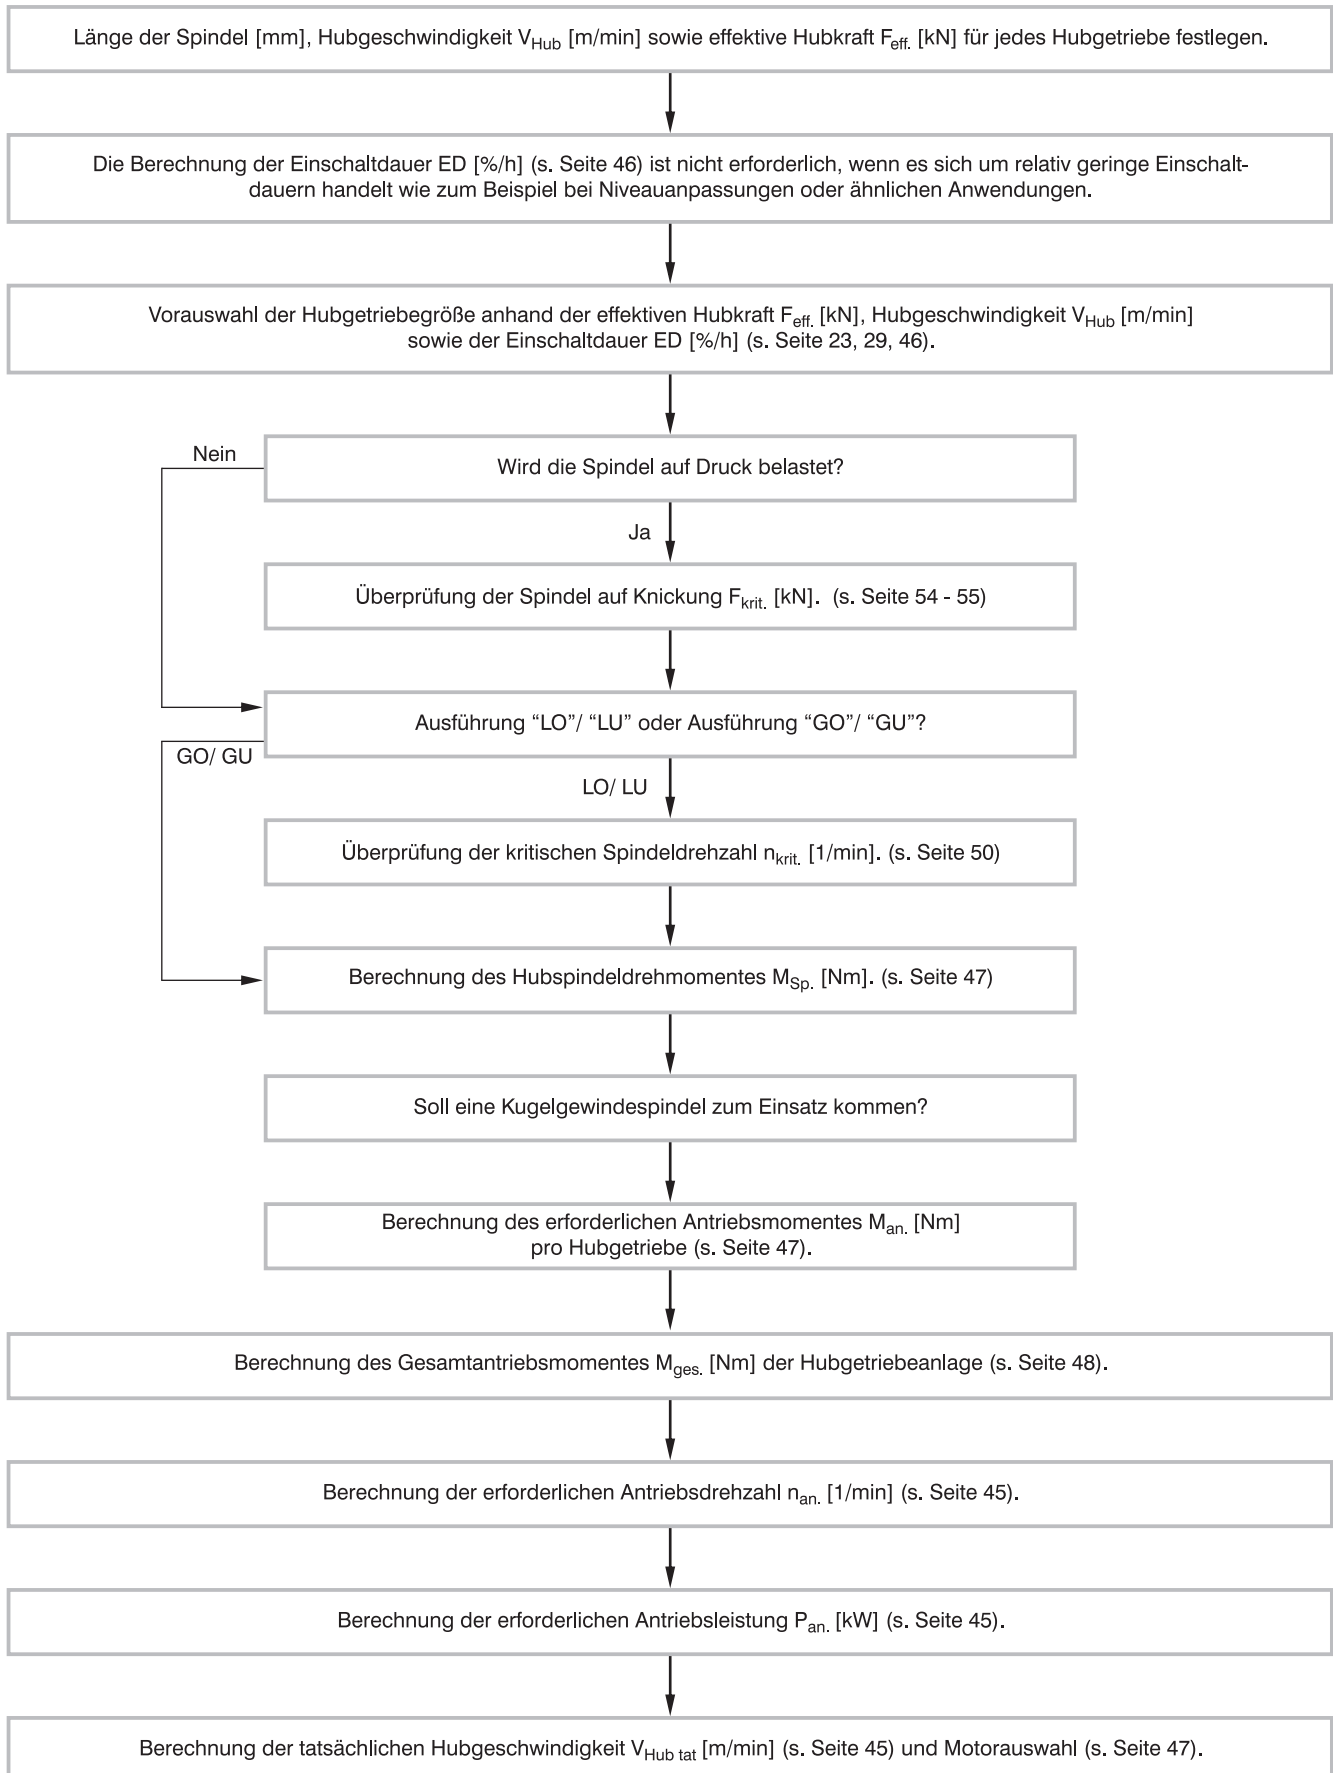 Länge der Spindel [mm], Hubgeschwindigkeit VHub [m/min] sowie effektive Hubkraft Feff. [kN] für jedes Hubgetriebe festlegen.
Die Berechnung der Einschaltdauer ED [%/h] (s. Seite 46) ist nicht erforderlich, wenn es sich um relativ geringe Einschalt-
dauern handelt wie zum Beispiel bei Niveauanpassungen oder ähnlichen Anwendungen.
Vorauswahl der Hubgetriebegröße anhand der effektiven Hubkraft Feff. [kN], Hubgeschwindigkeit VHub [m/min]
sowie der Einschaltdauer ED [%/h] (s. Seite 23, 29, 46).
Nein
Wird die Spindel auf Druck belastet?
Ja
Überprüfung der Spindel auf Knickung Fkrit. [kN]. (s. Seite 54 - 55)
Ausführung “LO”/ “LU” oder Ausführung “GO”/ “GU”?
GO/ GU
LO/ LU
Überprüfung der kritischen Spindeldrehzahl nkrit. [1/min]. (s. Seite 50)
Berechnung des Hubspindeldrehmomentes MSp. [Nm]. (s. Seite 47)
Soll eine Kugelgewindespindel zum Einsatz kommen?
Berechnung des erforderlichen Antriebsmomentes Man. [Nm]
pro Hubgetriebe (s. Seite 47).
Berechnung des Gesamtantriebsmomentes Mges. [Nm] der Hubgetriebeanlage (s. Seite 48).
Berechnung der erforderlichen Antriebsdrehzahl nan. [1/min] (s. Seite 45).
Berechnung der erforderlichen Antriebsleistung Pan. [kW] (s. Seite 45).
Berechnung der tatsächlichen Hubgeschwindigkeit VHub tat [m/min] (s. Seite 45) und Motorauswahl (s. Seite 47).